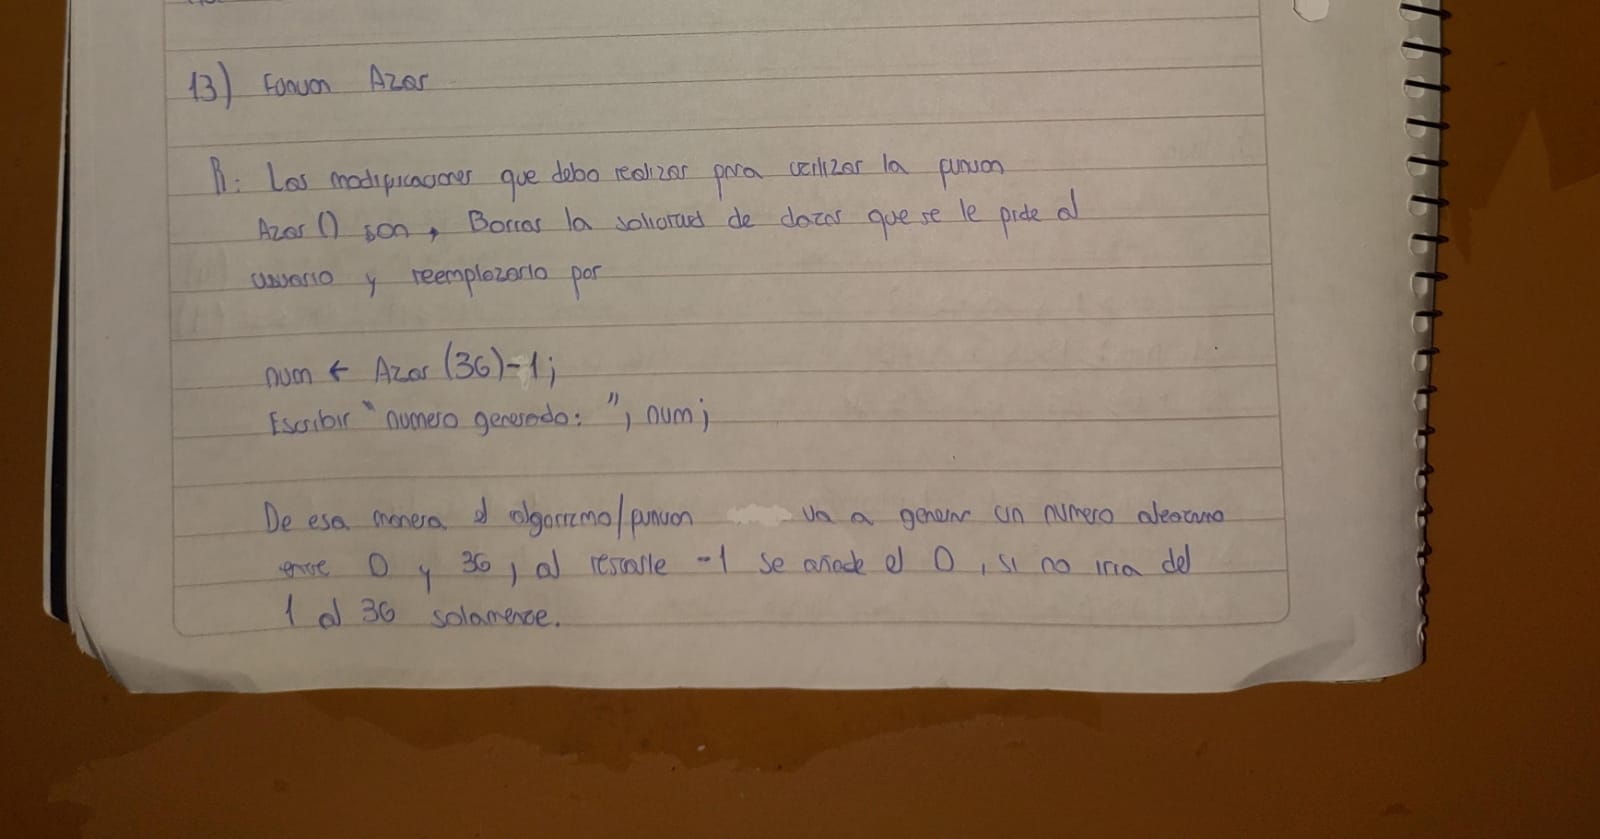 13) Funcion Azar
R: Las modificaciones que debo realizar para utilizar la funcion
Azar () son, Borrar la solicitud de datos que se le pide al
usuario y reemplazarlo por
num ← Azar (36)-1;
Escribir "numero generado: ", num;
De esa manera el algoritmo/funcion va a generar un numero aleatorio
entre 0 y 36, al restarle -1 se añade el 0, si no iria del
1 al 36 solamente.